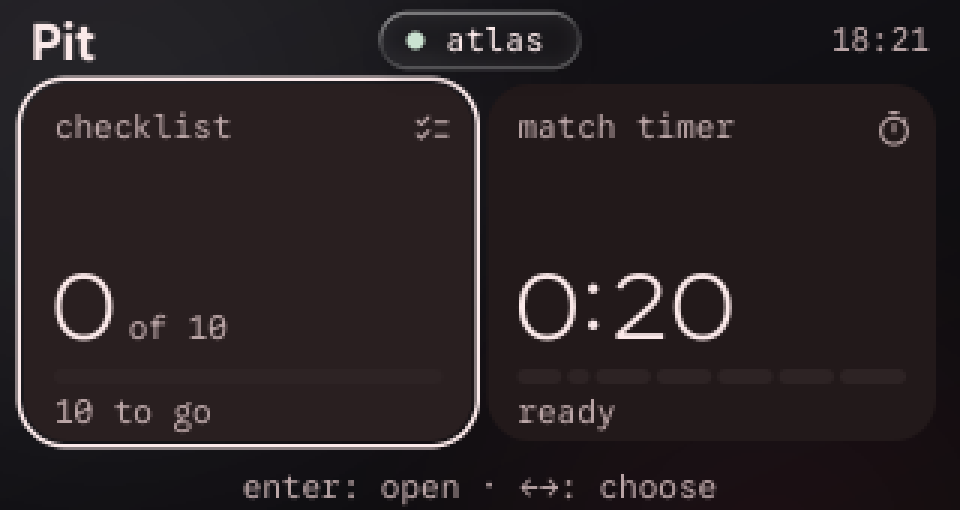 Pit
atlas
18:21
checklist
match timer
0 of 10
0:20
10 to go
ready
enter: open · ↔: choose